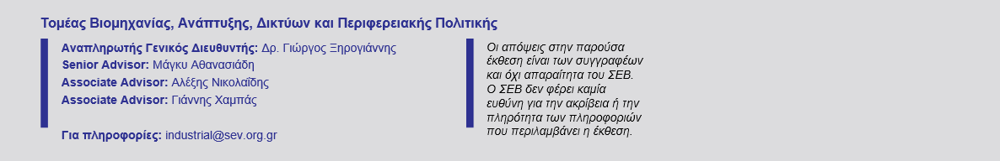 Τομέας Βιομηχανίας, Ανάπτυξης, Δικτύων και Περιφερειακής Πολιτικής
Αναπληρωτής Γενικός Διευθυντής: Δρ. Γιώργος Ξηρογιάννης
Senior Advisor: Μάγκυ Αθανασιάδη
Associate Advisor: Αλέξης Νικολαΐδης
Associate Advisor: Γιάννης Χαμπάς
Για πληροφορίες: industrial@sev.org.gr
Οι απόψεις στην παρούσα
έκθεση είναι των συγγραφέων
και όχι απαραίτητα του ΣΕΒ.
Ο ΣΕΒ δεν φέρει καμία
ευθύνη για την ακρίβεια ή την
πληρότητα των πληροφοριών
που περιλαμβάνει η έκθεση.